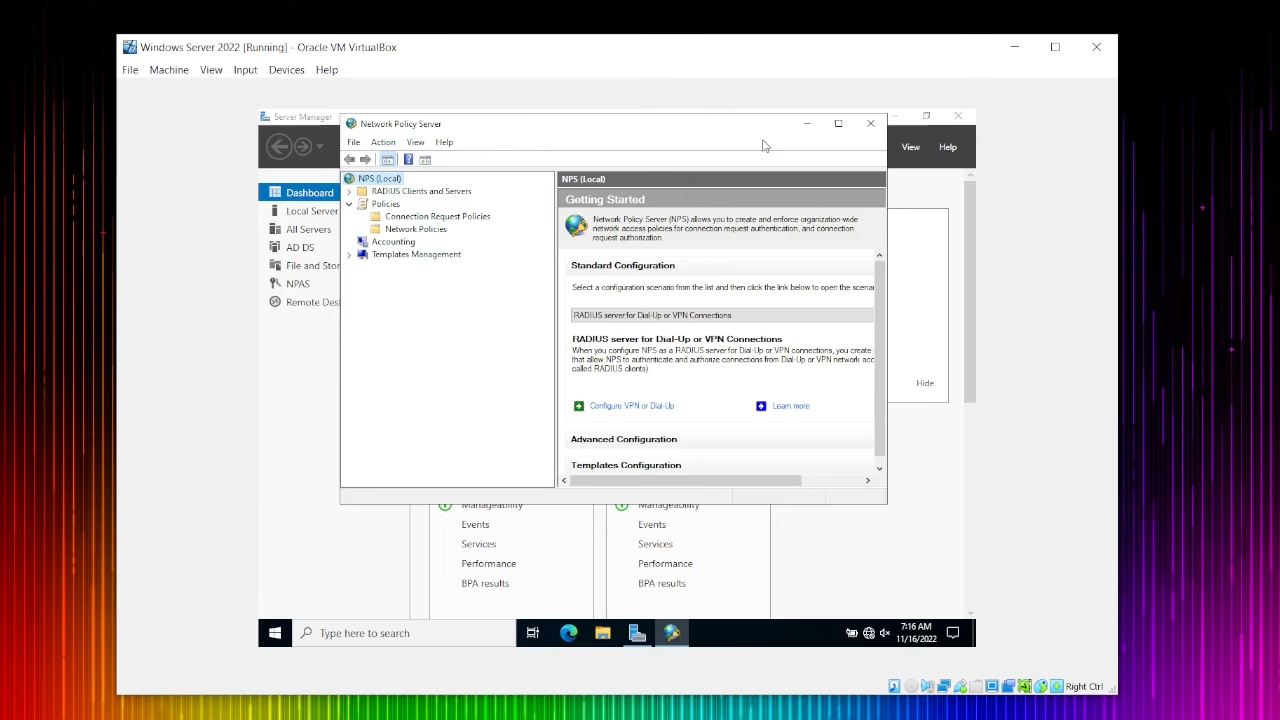 Windows Server 2022 [Running] - Oracle VM VirtualBox
File Machine View Input Devices Help
Server Manager
Network Policy Server
File Action View Help
View Help
NPS (Local)
RADIUS Clients and Servers
Policies
Connection Request Policies
Network Policies
Accounting
Templates Management
Dashboard
Local Server
All Servers
AD DS
File and Stor
NPAS
Remote Des
NPS (Local)
Getting Started
Network Policy Server (NPS) allows you to create and enforce organization-wide
network access policies for connection request authentication, and connection
request authorization.
Standard Configuration
Select a configuration scenario from the list and then click the link below to open the scena
RADIUS server for Dial-Up or VPN Connections
RADIUS server for Dial-Up or VPN Connections
When you configure NPS as a RADIUS server for Dial-Up or VPN connections, you create
that allow NPS to authenticate and authorize connections from Dial-Up or VPN network acc
called RADIUS clients)
Configure VPN or Dial-Up
Learn more
Advanced Configuration
Templates Configuration
Hide
Manageability
Events
Services
Performance
BPA results
Manageability
Events
Services
Performance
BPA results
Type here to search
7:16 AM
11/16/2022
Right Ctrl